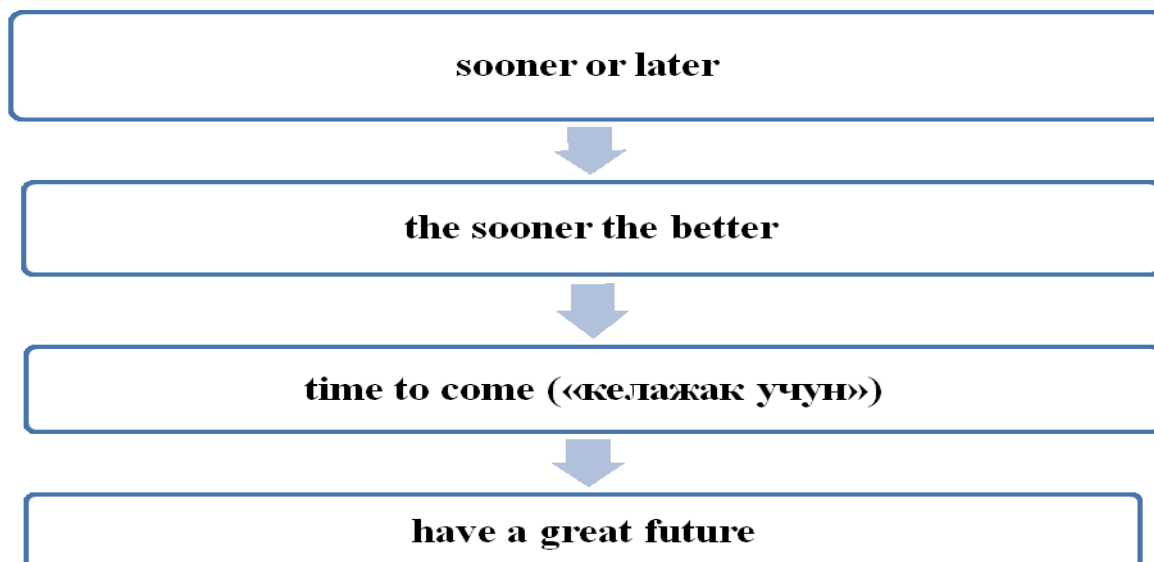 sooner or later
the sooner the better
time to come («келажак учун»)
have a great future